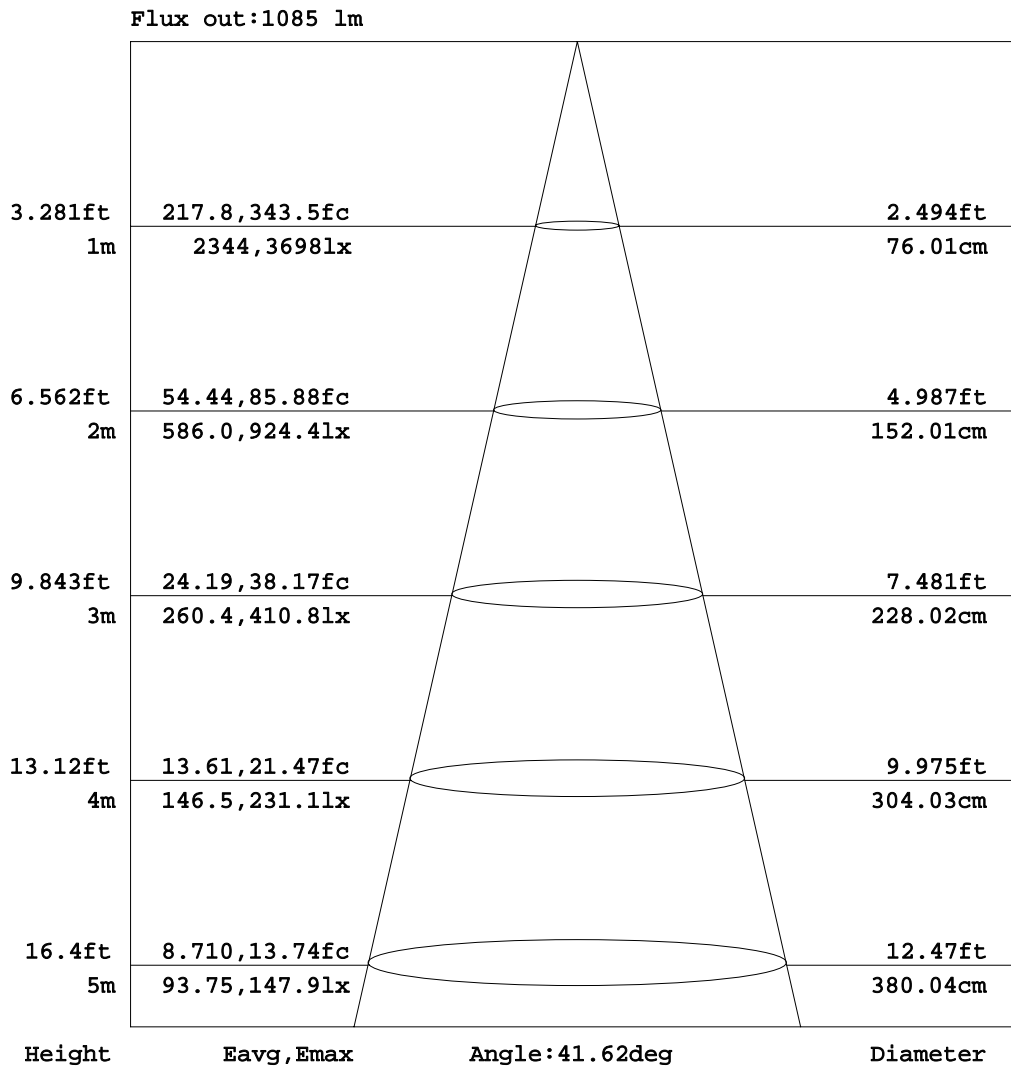 Flux out:1085 lm
3.281ft 217.8,343.5fc 2.494ft
1m 2344,3698lx 76.01cm
6.562ft 54.44,85.88fc 4.987ft
2m 586.0,924.4lx 152.01cm
9.843ft 24.19,38.17fc 7.481ft
3m 260.4,410.8lx 228.02cm
13.12ft 13.61,21.47fc 9.975ft
4m 146.5,231.1lx 304.03cm
16.4ft 8.710,13.74fc 12.47ft
5m 93.75,147.9lx 380.04cm
Height Eavg,Emax Angle:41.62deg Diameter